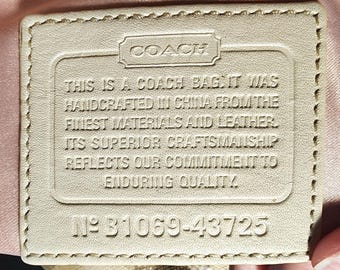 COACH
THIS IS A COACH BAG. IT WAS
HANDCRAFTED IN CHINA FROM THE
FINEST MATERIALS AND LEATHER.
ITS SUPERIOR CRAFTSMANSHIP
REFLECTS OUR COMMITMENT TO
ENDURING QUALITY.
Nº B1069-43725